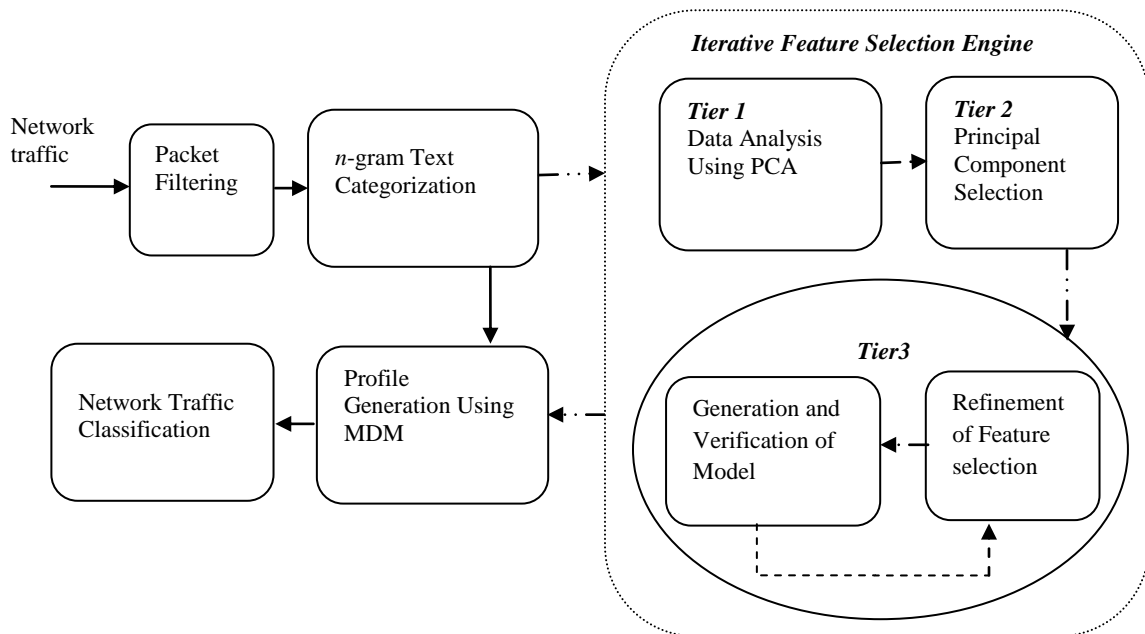 Iterative Feature Selection Engine
Network
traffic
Packet
Filtering
n-gram Text
Categorization
Tier 1
Data Analysis
Using PCA
Tier 2
Principal
Component
Selection
Tier3
Generation and
Verification of
Model
Refinement
of Feature
selection
Profile
Generation Using
MDM
Network Traffic
Classification